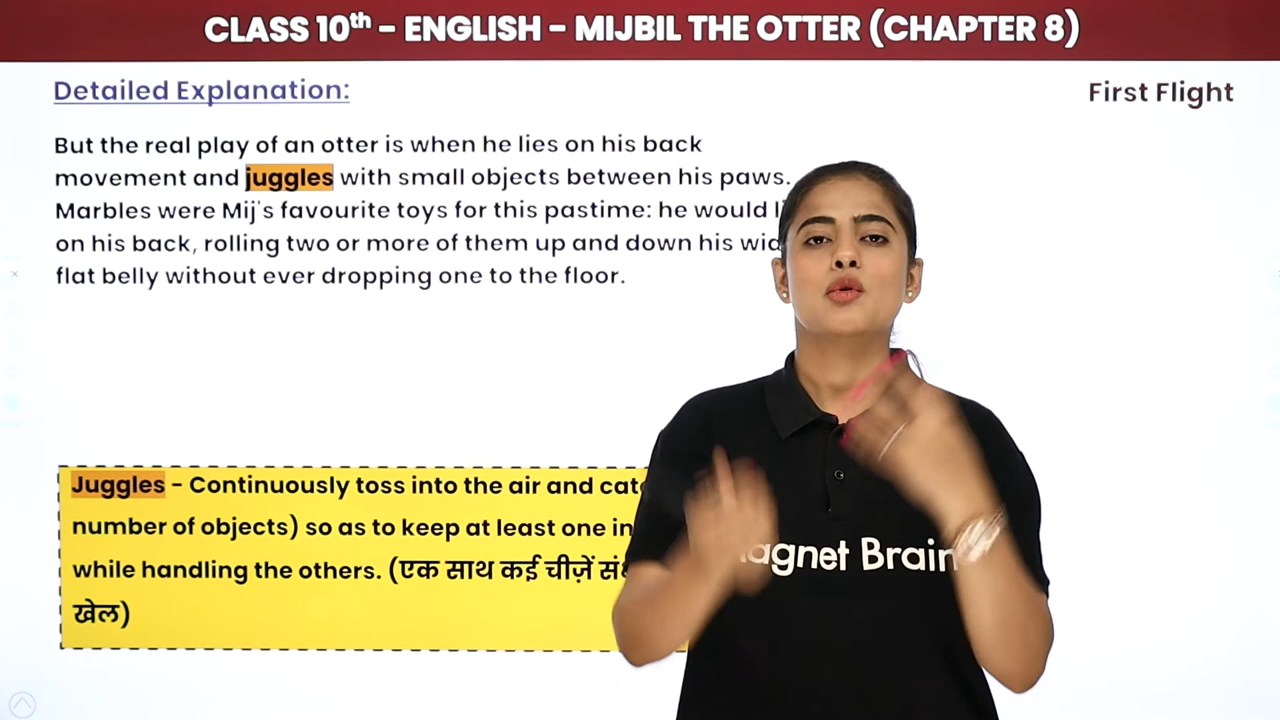 CLASS 10th - ENGLISH - MIJBIL THE OTTER (CHAPTER 8)
Detailed Explanation:
First Flight
But the real play of an otter is when he lies on his back
movement and juggles with small objects between his paws.
Marbles were Mij's favourite toys for this pastime: he would
on his back, rolling two or more of them up and down his
flat belly without ever dropping one to the floor.
Juggles - Continuously toss into the air and
number of objects) so as to keep at least one in
while handling the others. (एक साथ कई चीज़ें
खेल)
Brain